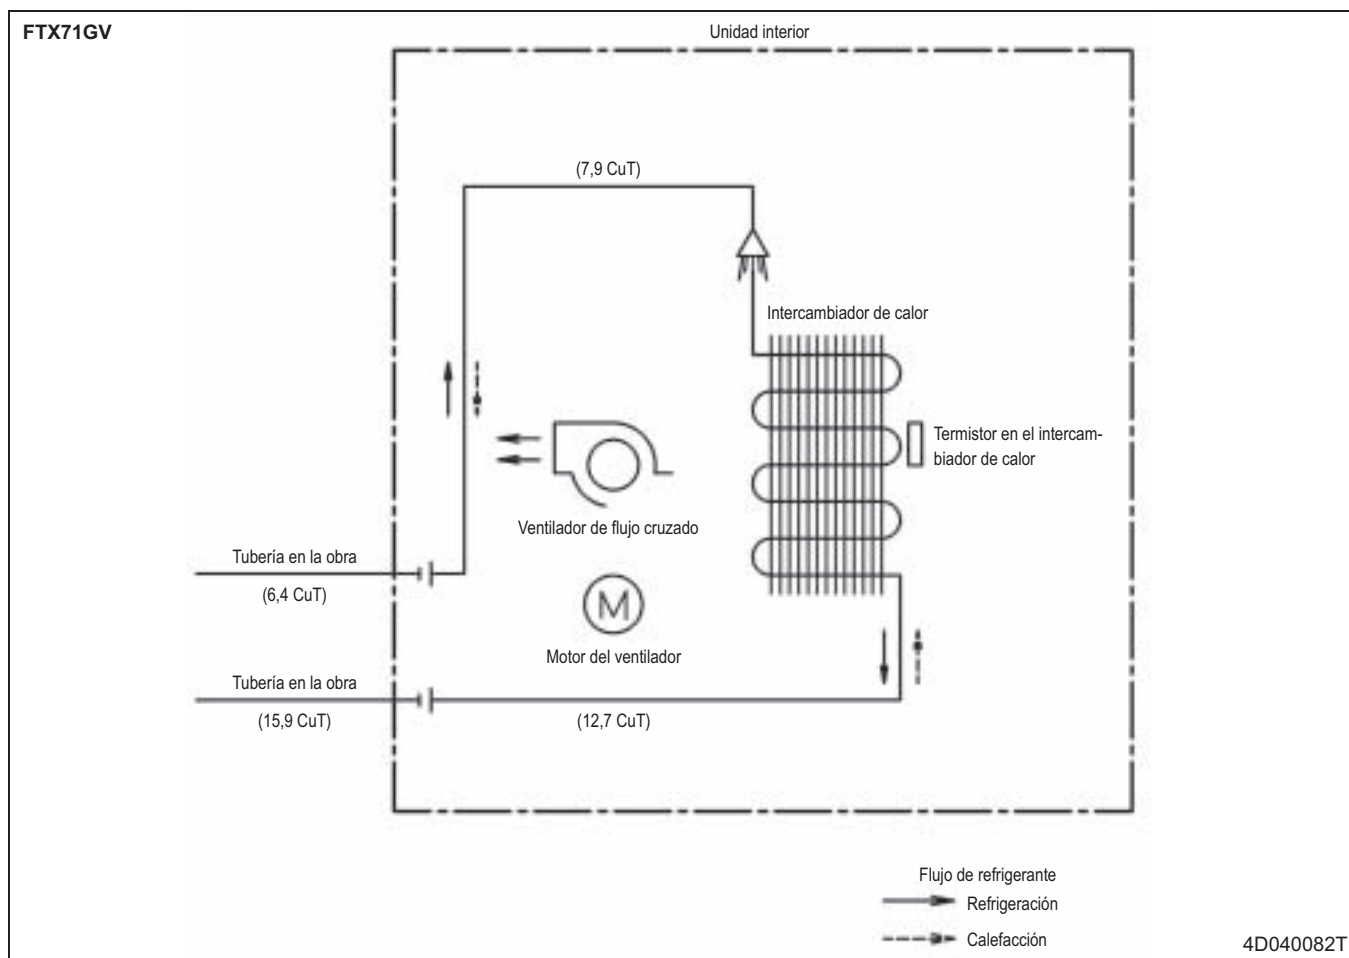 FTX71GV
Unidad interior
(7,9 CuT)
Intercambiador de calor
Termistor en el intercam-
biador de calor
Ventilador de flujo cruzado
Tubería en la obra
(6,4 CuT)
M
Motor del ventilador
Tubería en la obra
(15,9 CuT)
(12,7 CuT)
Flujo de refrigerante
Refrigeración
Calefacción
4D040082T